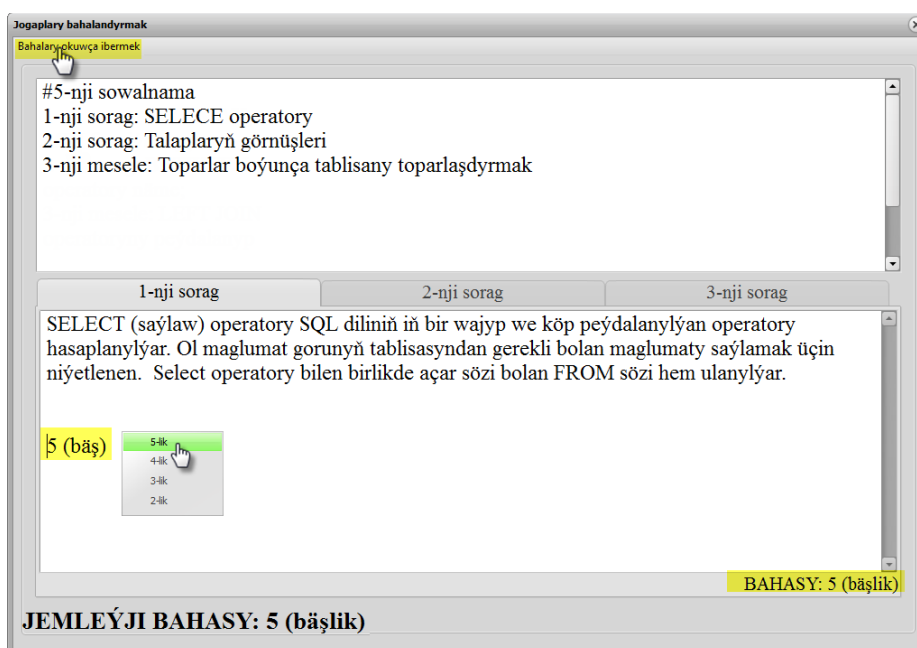 Jogaplary bahalandyrmak
Bahalary okuwça ibermek
#5-nji sowalnama
1-nji sorag: SELECE operatory
2-nji sorag: Talaplaryň görnüşleri
3-nji mesele: Toparlar boýunça tablisany toparlaşdyrmak
1-nji sorag
2-nji sorag
3-nji sorag
SELECT (saýlaw) operatory SQL diliniň iň bir wajyp we köp peýdalanylýan operatory
hasaplanylýar. Ol maglumat gorunyň tablisasyndan gerekli bolan maglumaty saýlamak üçin
niýetlenen. Select operatory bilen birlikde açar sözi bolan FROM sözi hem ulanylýar.
5 (bäş)
5-lik
4-lik
3-lik
2-lik
BAHASY: 5 (bäşlik)
JEMLEÝJI BAHASY: 5 (bäşlik)